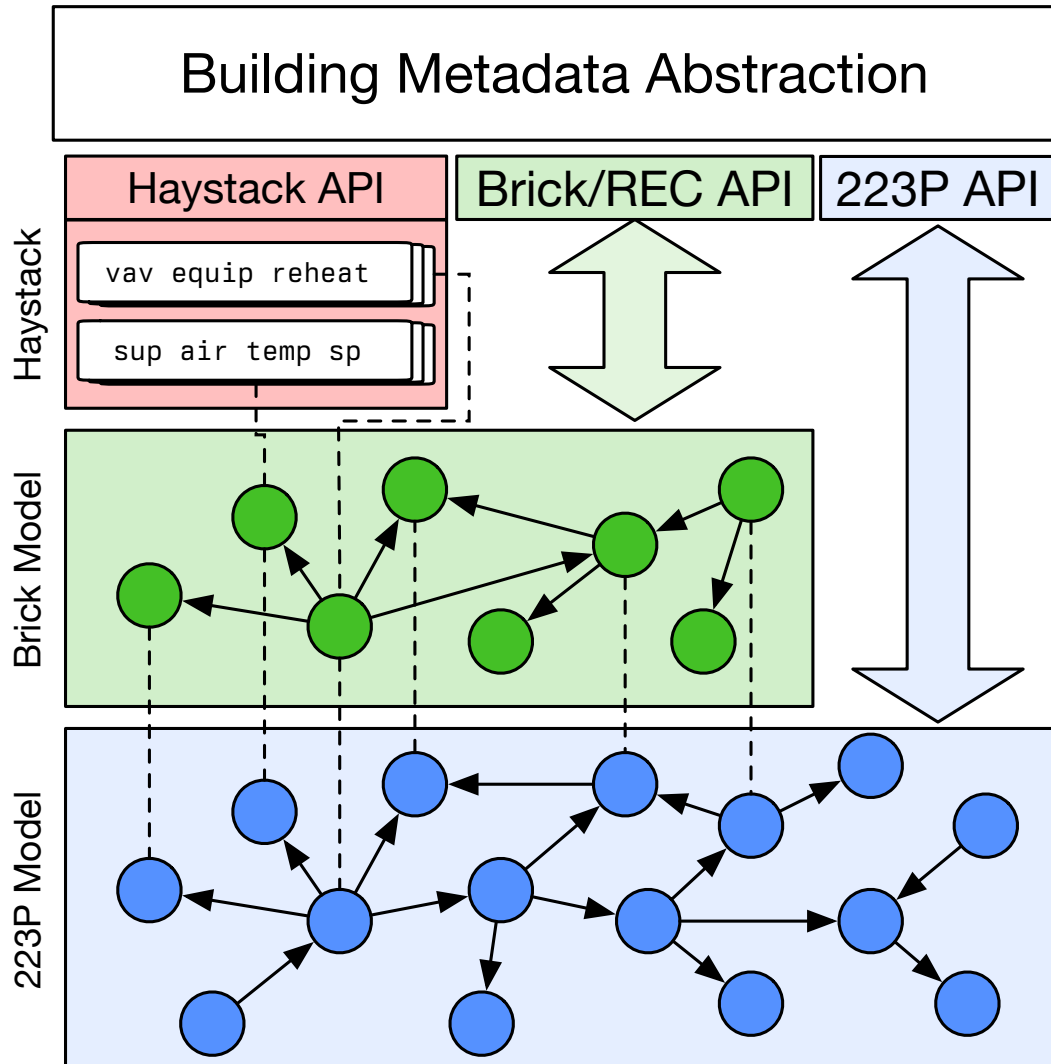 Building Metadata Abstraction
Haystack API
Brick/REC API
223P API
Haystack
vav equip reheat
sup air temp sp
Brick Model
223P Model